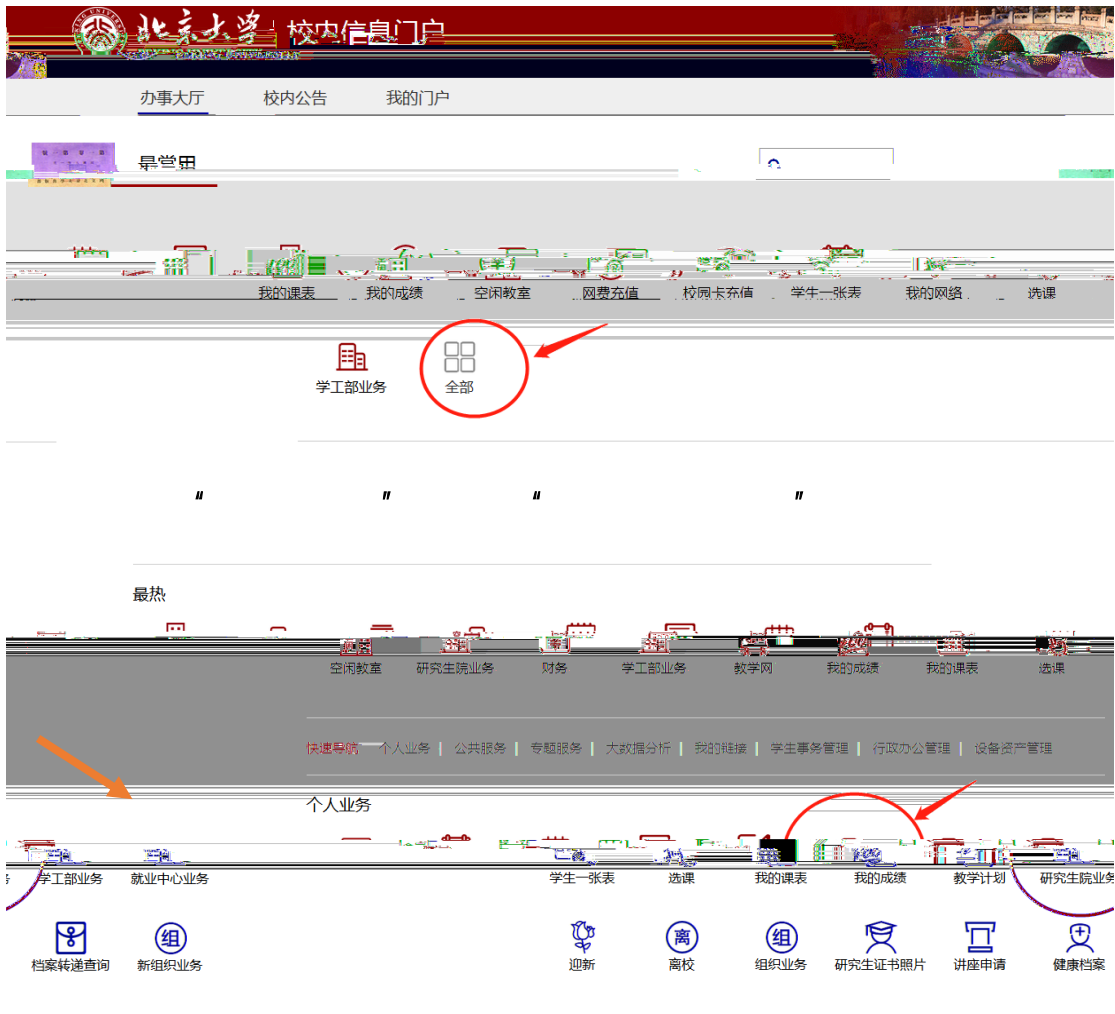 北京大学 校内信息门户
办事大厅 校内公告 我的门户
最常用
我的课表 我的成绩 空闲教室 网费充值 校园卡充值 学生一张表 我的网络 选课
学工部业务 全部
" " " "
最热
空闲教室 研究生院业务 财务 学工部业务 教学网 我的成绩 我的课表 选课
快速导航 个人业务 | 公共服务 | 专题服务 | 大数据分析 | 我的链接 | 学生事务管理 | 行政办公管理 | 设备资产管理
个人业务
学工部业务 就业中心业务 学生一张表 选课 我的课表 我的成绩 教学计划 研究生院业务
组 离 组
档案转递查询 新组织业务 迎新 离校 组织业务 研究生证书照片 讲座申请 健康档案